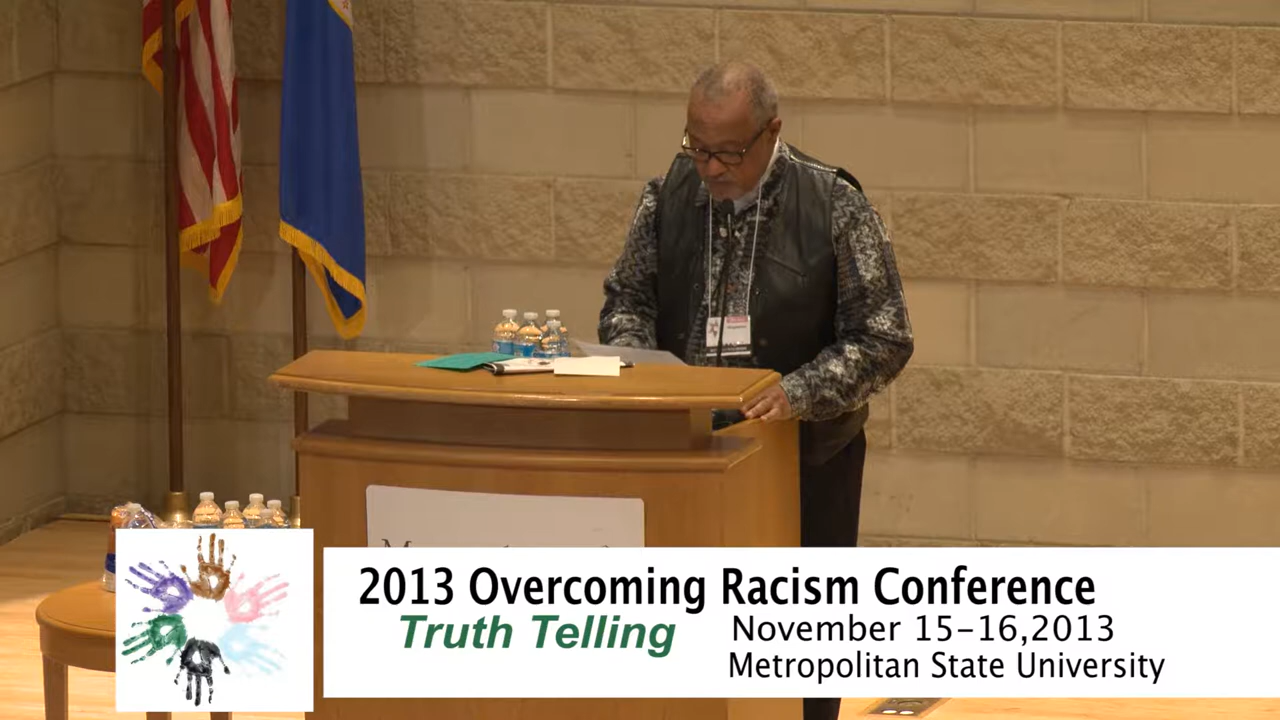 2013 Overcoming Racism Conference
Truth Telling
November 15-16,2013
Metropolitan State University